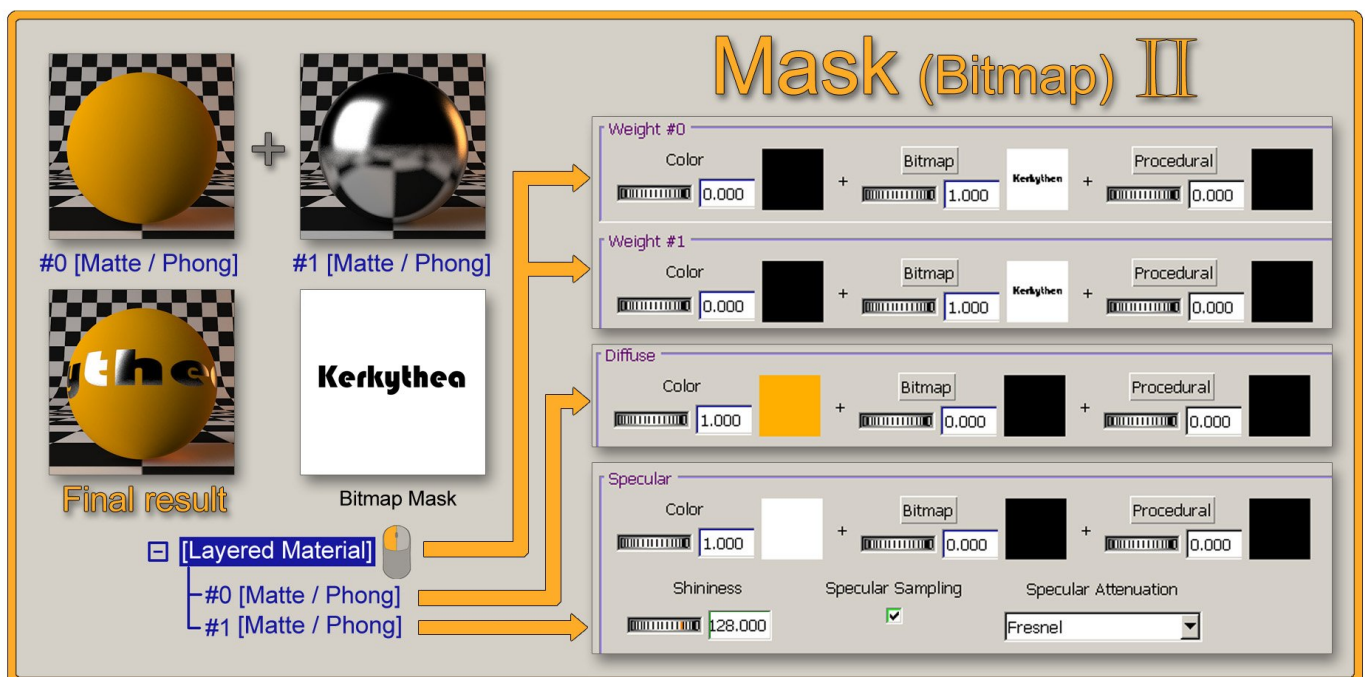 Mask (Bitmap) II
#0 [Matte / Phong]
#1 [Matte / Phong]
ythe
Final result
Kerkythea
Bitmap Mask
[Layered Material]
#0 [Matte / Phong]
#1 [Matte / Phong]
Weight #0
Color Bitmap Procedural
0.000 + 1.000 Kerkythea + 0.000
Weight #1
Color Bitmap Procedural
0.000 + 1.000 Kerkythea + 0.000
Diffuse
Color Bitmap Procedural
1.000 + 0.000 + 0.000
Specular
Color Bitmap Procedural
1.000 + 0.000 + 0.000
Shininess Specular Sampling Specular Attenuation
128.000 Fresnel